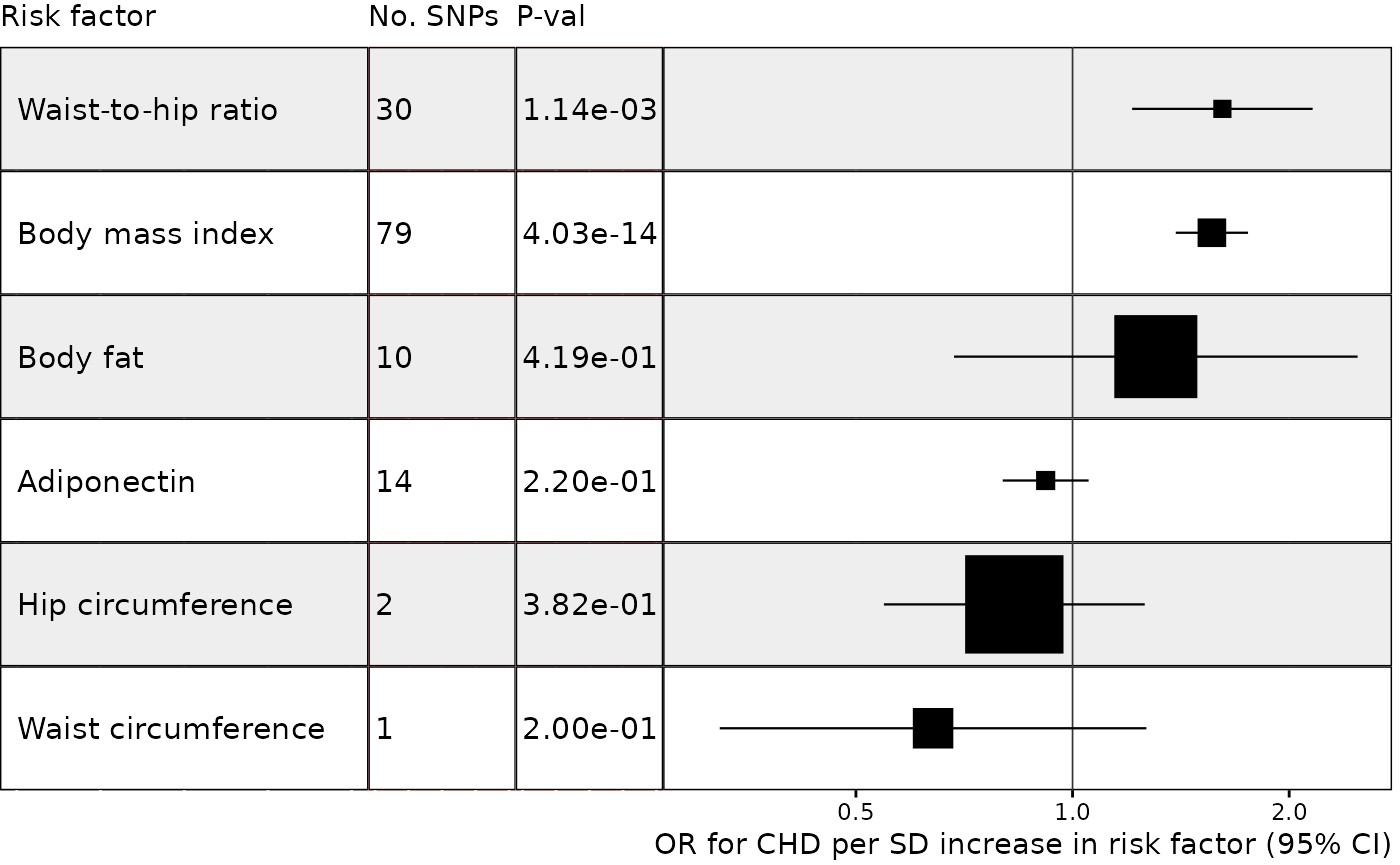 Risk factor No. SNPs P-val
Waist-to-hip ratio 30 1.14e-03
Body mass index 79 4.03e-14
Body fat 10 4.19e-01
Adiponectin 14 2.20e-01
Hip circumference 2 3.82e-01
Waist circumference 1 2.00e-01
0.5 1.0 2.0
OR for CHD per SD increase in risk factor (95% CI)